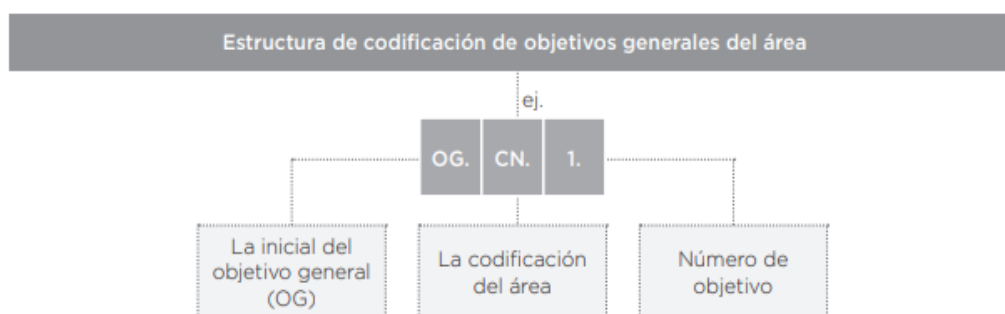 Estructura de codificación de objetivos generales del área
ej.
OG. CN. 1.
La inicial del
objetivo general
(OG)
La codificación
del área
Número de
objetivo